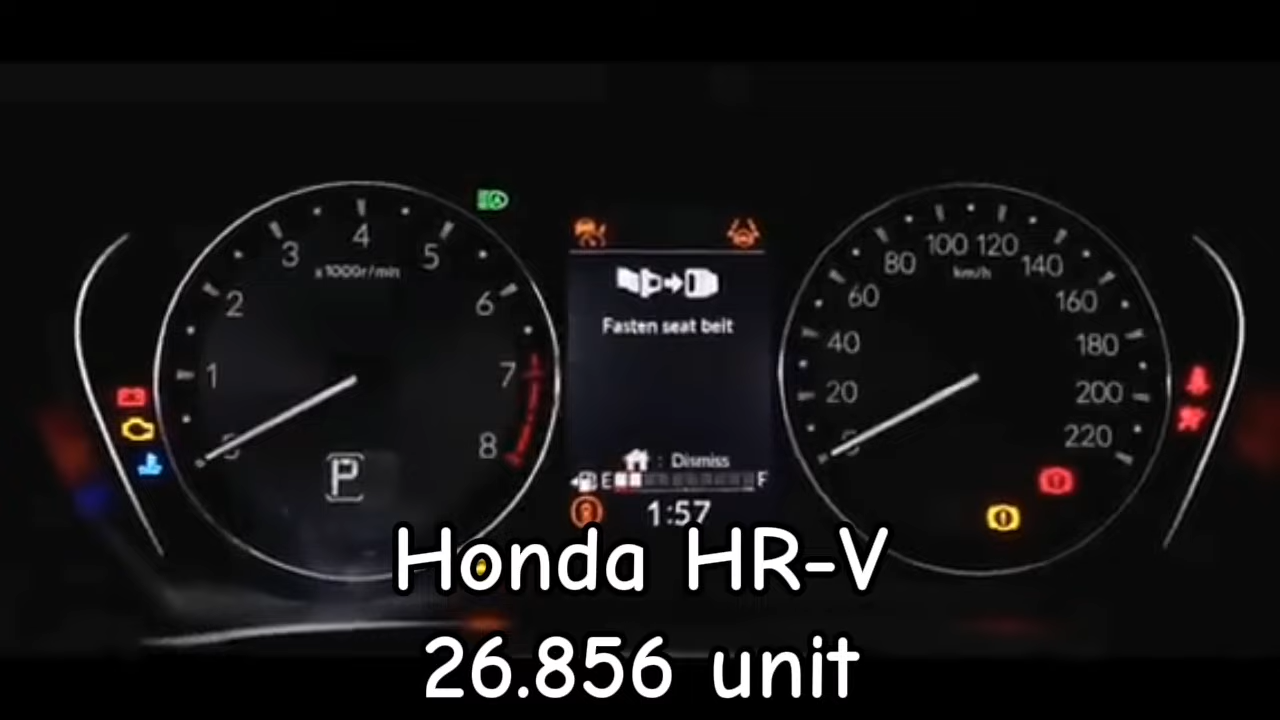 1 2 3 4 5 6 7 8
x1000r/min
P
Fasten seat belt
: Dismiss
E F
1:57
20 40 60 80 100 120 140 160 180 200 220
km/h
Honda HR-V
26.856 unit